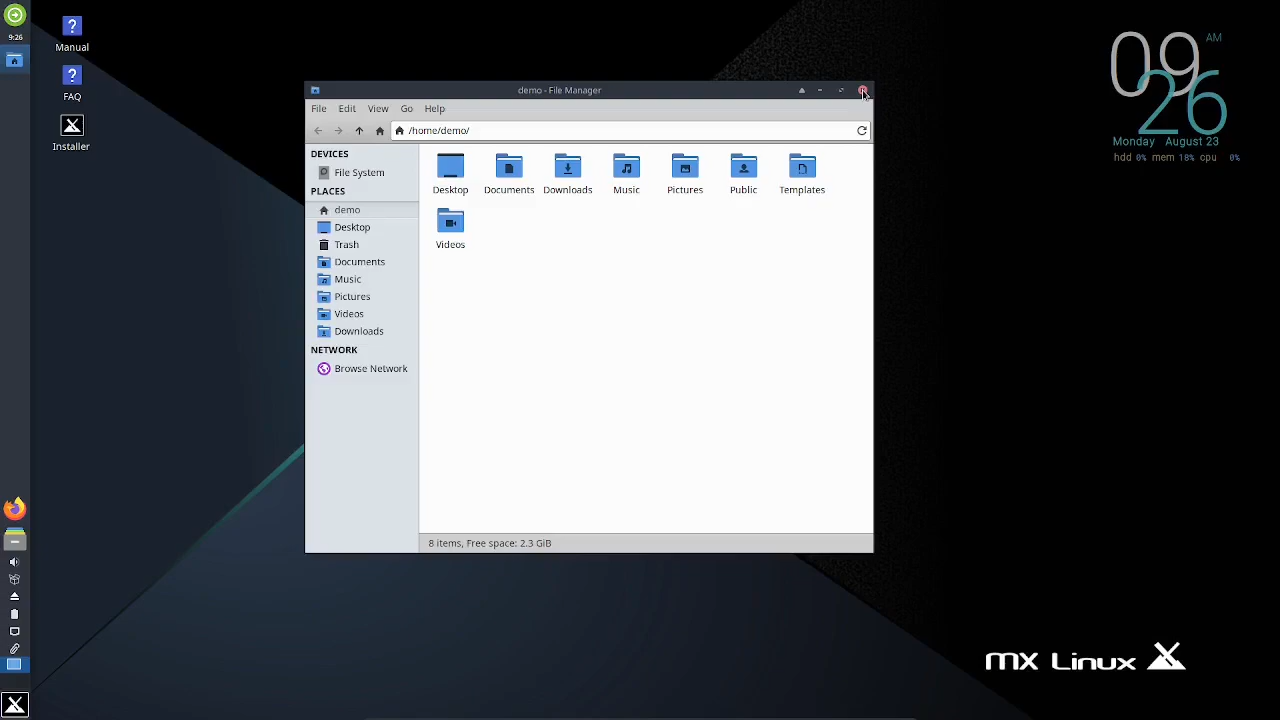 9:26
Manual
FAQ
Installer
demo - File Manager
File Edit View Go Help
/home/demo/
DEVICES
File System
PLACES
demo
Desktop
Trash
Documents
Music
Pictures
Videos
Downloads
NETWORK
Browse Network
Desktop Documents Downloads Music Pictures Public Templates
Videos
8 items, Free space: 2.3 GiB
09 AM
26
Monday August 23
hdd 0% mem 18% cpu 0%
MX Linux